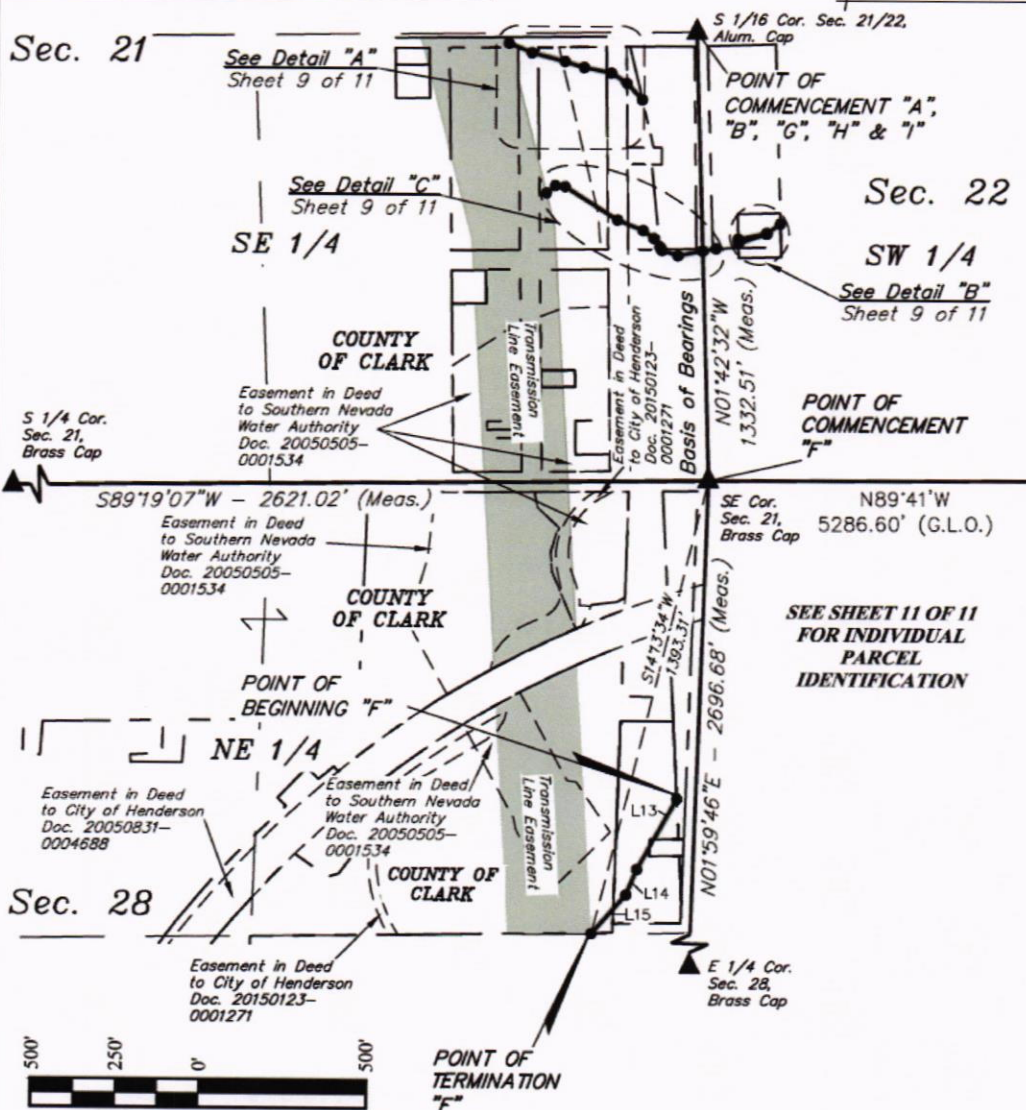 Sec. 21
S 1/16 Cor. Sec. 21/22,
Alum. Cap
See Detail "A"
Sheet 9 of 11
POINT OF
COMMENCEMENT "A",
"B", "G", "H" & "I"
See Detail "C"
Sheet 9 of 11
Sec. 22
SE 1/4
SW 1/4
See Detail "B"
Sheet 9 of 11
COUNTY
OF CLARK
Transmission
Line Easement
Easement in Deed
to City of Henderson
Doc. 20150123-
0001271
Basis of Bearings
N01°42'32"W
1332.51' (Meas.)
Easement in Deed
to Southern Nevada
Water Authority
Doc. 20050505-
0001534
POINT OF
COMMENCEMENT
"F"
S 1/4 Cor.
Sec. 21,
Brass Cap
S89°19'07"W - 2621.02' (Meas.)
SE Cor.
Sec. 21,
Brass Cap
N89°41'W
5286.60' (G.L.O.)
Easement in Deed
to Southern Nevada
Water Authority
Doc. 20050505-
0001534
COUNTY
OF CLARK
S14°13'34"W
1393.31'
N01°59'46"E - 2696.68' (Meas.)
SEE SHEET 11 OF 11
FOR INDIVIDUAL
PARCEL
IDENTIFICATION
POINT OF
BEGINNING "F"
NE 1/4
Easement in Deed
to City of Henderson
Doc. 20050831-
0004688
Easement in Deed
to Southern Nevada
Water Authority
Doc. 20050505-
0001534
Transmission
Line Easement
L13
L14
L15
COUNTY OF
CLARK
Sec. 28
Easement in Deed
to City of Henderson
Doc. 20150123-
0001271
E 1/4 Cor.
Sec. 28,
Brass Cap
500'
250'
0'
500'
POINT OF
TERMINATION
"F"